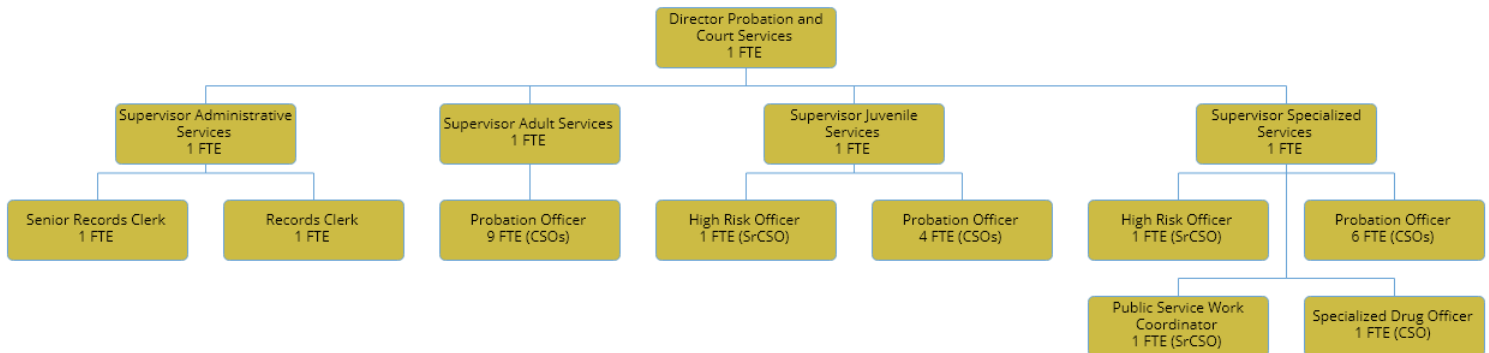 Director Probation and
Court Services
1 FTE
Supervisor Administrative
Services
1 FTE
Supervisor Adult Services
1 FTE
Supervisor Juvenile
Services
1 FTE
Supervisor Specialized
Services
1 FTE
Senior Records Clerk
1 FTE
Records Clerk
1 FTE
Probation Officer
9 FTE (CSOs)
High Risk Officer
1 FTE (SrCSO)
Probation Officer
4 FTE (CSOs)
High Risk Officer
1 FTE (SrCSO)
Probation Officer
6 FTE (CSOs)
Public Service Work
Coordinator
1 FTE (SrCSO)
Specialized Drug Officer
1 FTE (CSO)